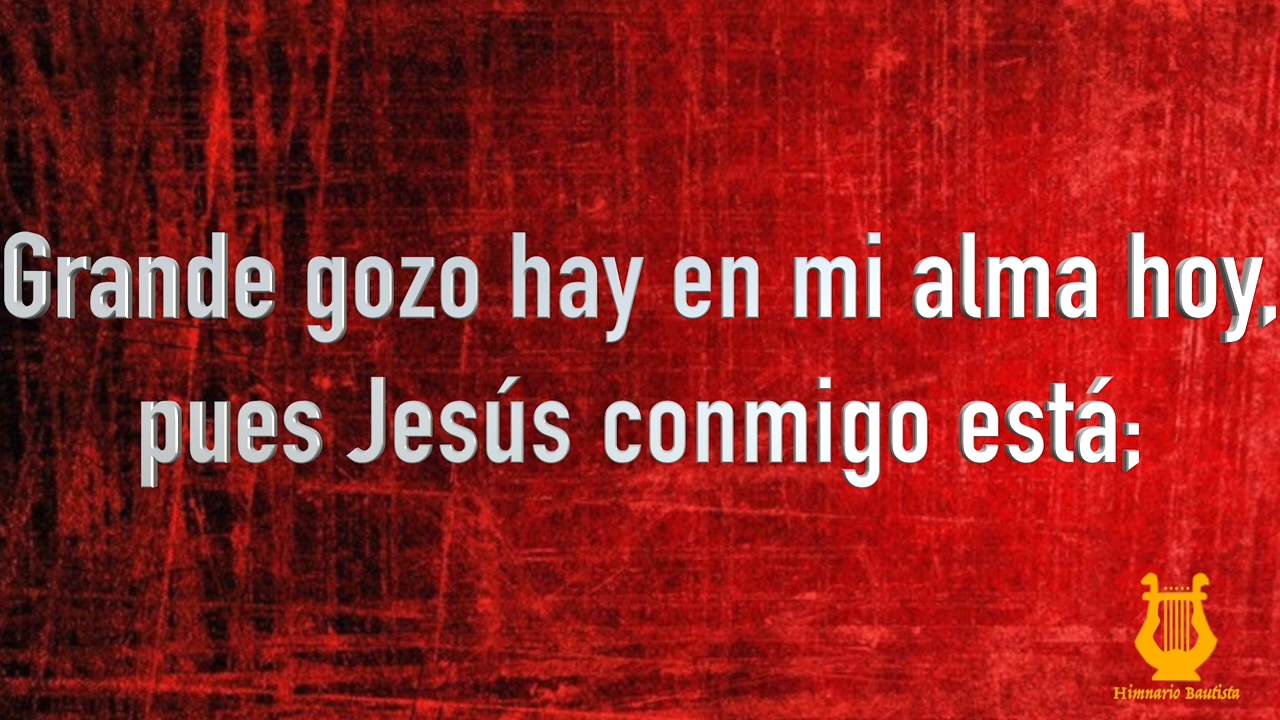 Grande gozo hay en mi alma hoy,
pues Jesús conmigo está;
Himnario Bautista